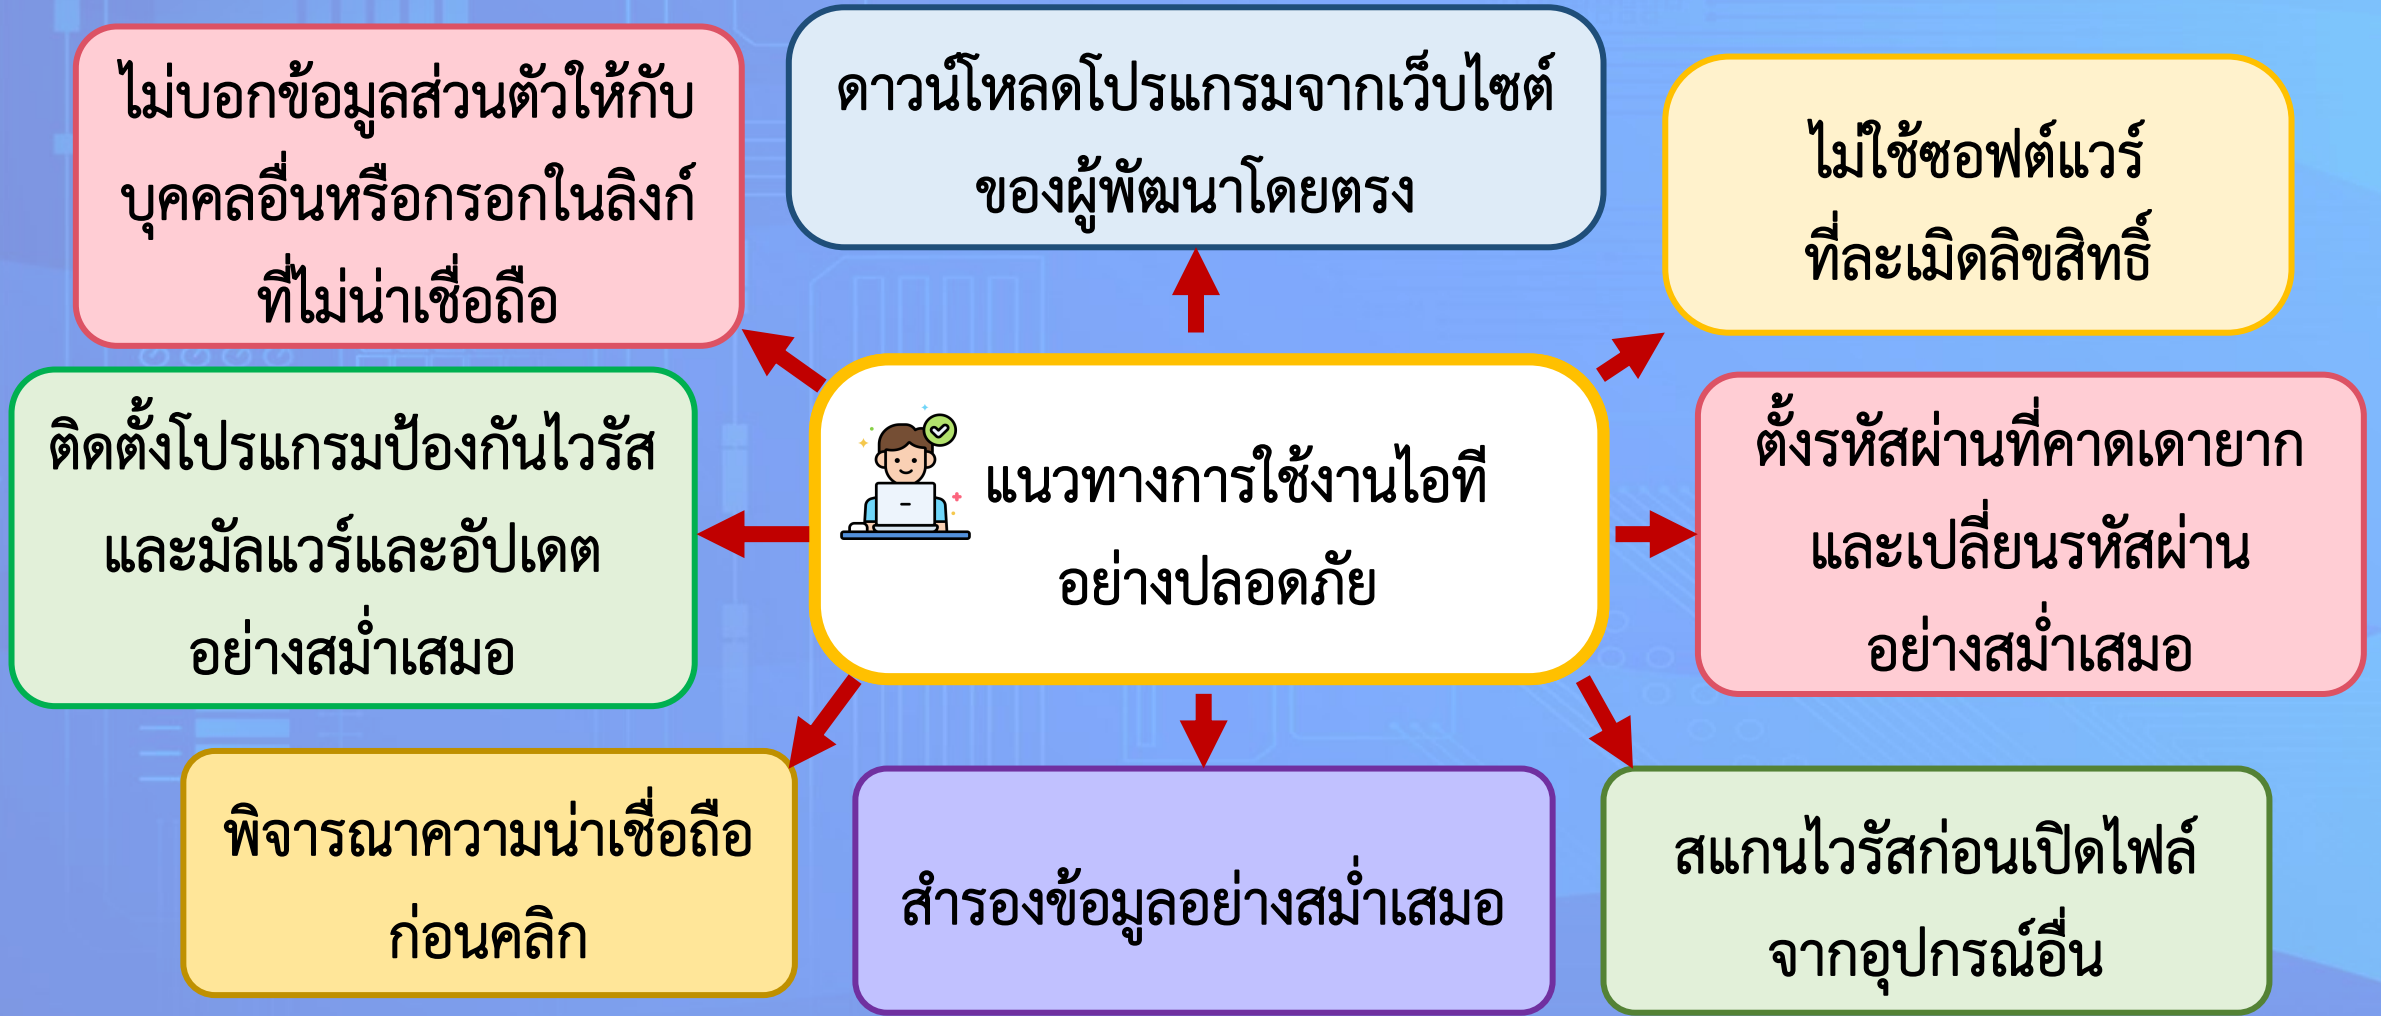 ไม่บอกข้อมูลส่วนตัวให้กับ
บุคคลอื่นหรือกรอกในลิงก์
ที่ไม่น่าเชื่อถือ
ดาวน์โหลดโปรแกรมจากเว็บไซต์
ของผู้พัฒนาโดยตรง
ไม่ใช้ซอฟต์แวร์
ที่ละเมิดลิขสิทธิ์
ติดตั้งโปรแกรมป้องกันไวรัส
และมัลแวร์และอัปเดต
อย่างสม่ำเสมอ
แนวทางการใช้งานไอที
อย่างปลอดภัย
ตั้งรหัสผ่านที่คาดเดายาก
และเปลี่ยนรหัสผ่าน
อย่างสม่ำเสมอ
พิจารณาความน่าเชื่อถือ
ก่อนคลิก
สำรองข้อมูลอย่างสม่ำเสมอ
สแกนไวรัสก่อนเปิดไฟล์
จากอุปกรณ์อื่น